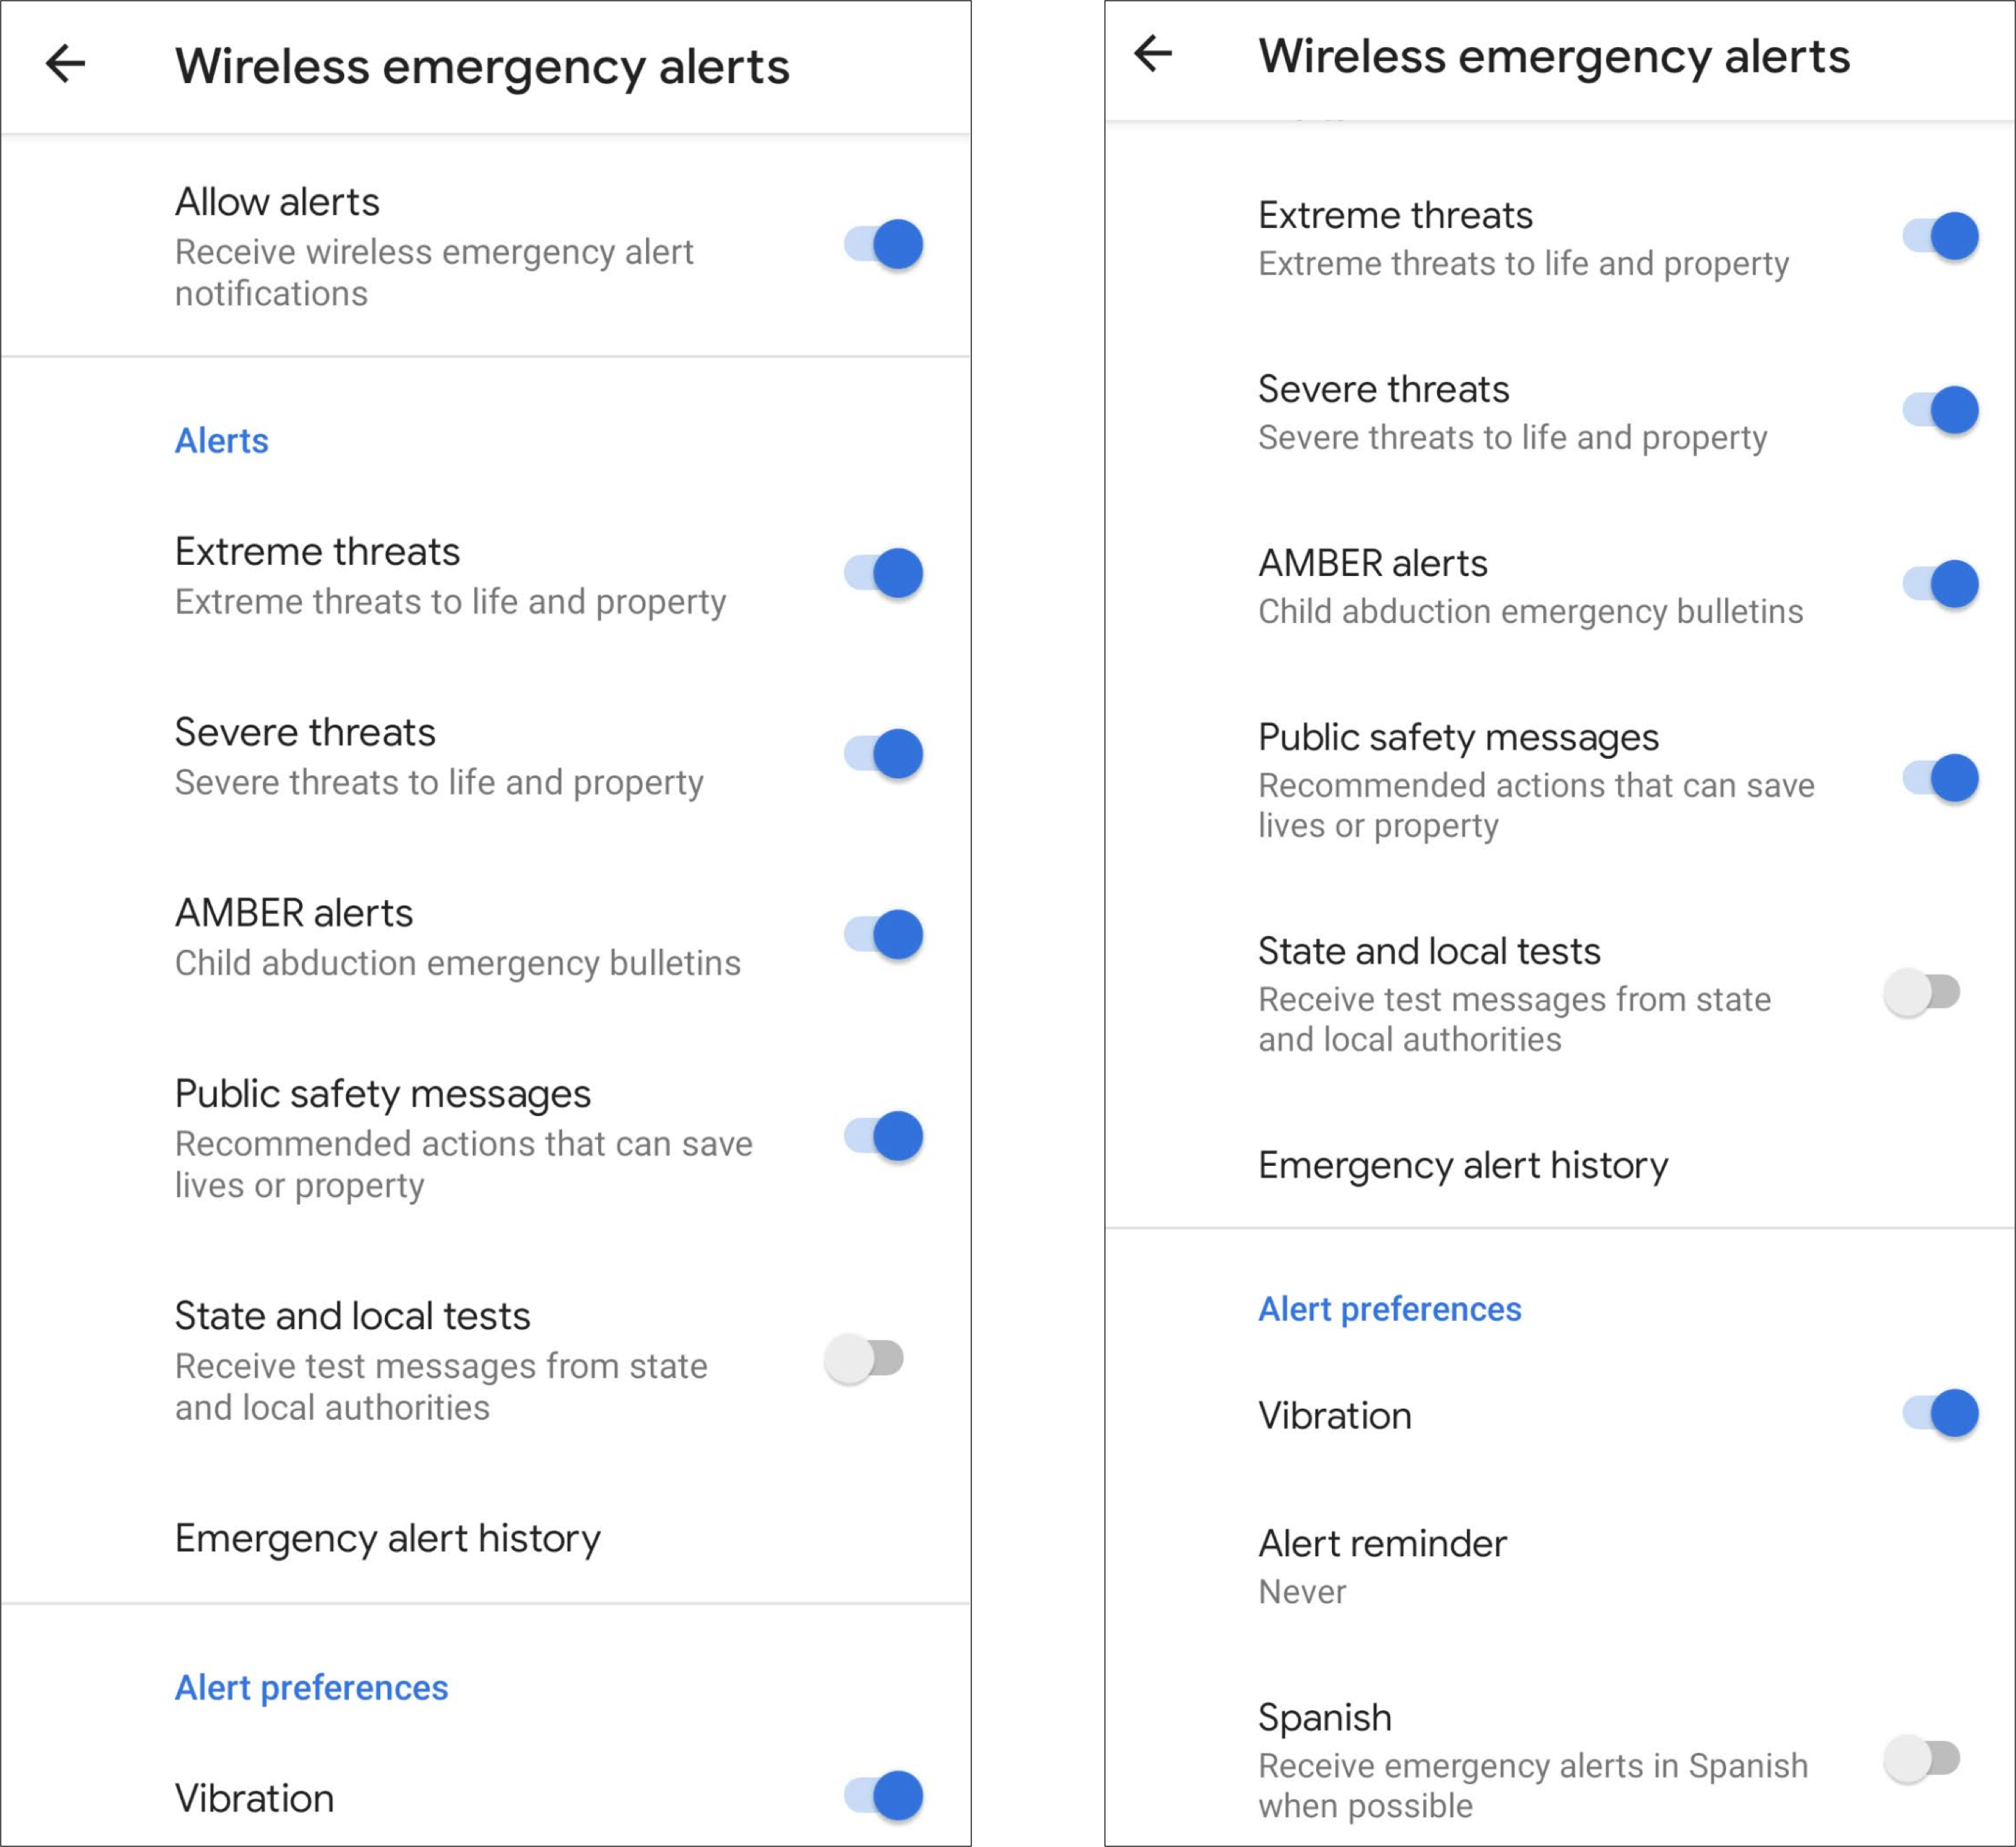 Wireless emergency alerts
Allow alerts
Receive wireless emergency alert
notifications
Alerts
Extreme threats
Extreme threats to life and property
Severe threats
Severe threats to life and property
AMBER alerts
Child abduction emergency bulletins
Public safety messages
Recommended actions that can save
lives or property
State and local tests
Receive test messages from state
and local authorities
Emergency alert history
Alert preferences
Vibration
Wireless emergency alerts
Extreme threats
Extreme threats to life and property
Severe threats
Severe threats to life and property
AMBER alerts
Child abduction emergency bulletins
Public safety messages
Recommended actions that can save
lives or property
State and local tests
Receive test messages from state
and local authorities
Emergency alert history
Alert preferences
Vibration
Alert reminder
Never
Spanish
Receive emergency alerts in Spanish
when possible